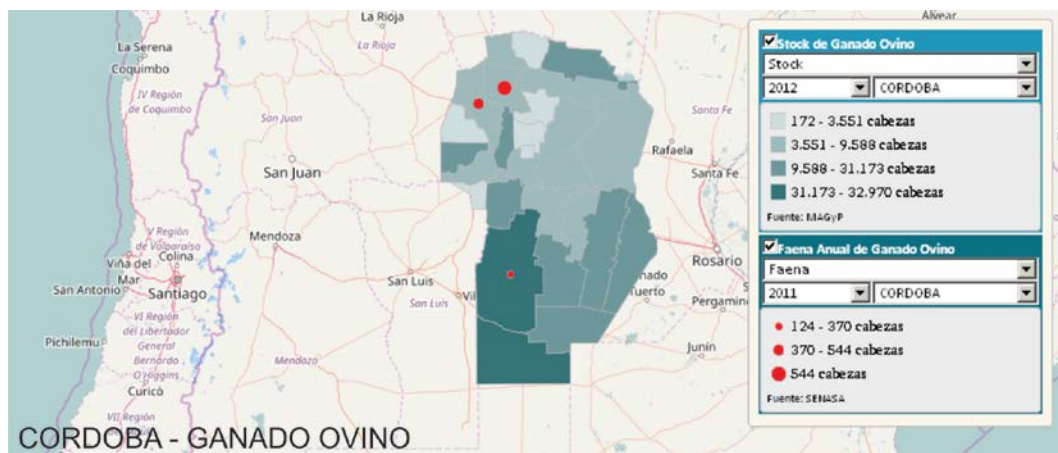 La Rioja
La Rioja
La Serena
Coquimbo
IV Región
de Coquimbo
San Juan
San Juan
Santa Fe
Rafaela
Santa Fe
V Región
de Valparaíso
Viña del
Mar
Colina
San Antonio
Santiago
Mendoza
San Luis
San Luis
Rosario
Tuerto
Pergamino
VI Región
del Libertador
General
Bernardo
O'Higgins
Pichilemu
Mendoza
Junín
Curicó
VII Región
CORDOBA - GANADO OVINO
Alvear
Stock de Ganado Ovino
Stock
2012 CORDOBA
172 - 3.551 cabezas
3.551 - 9.588 cabezas
9.588 - 31.173 cabezas
31.173 - 32.970 cabezas
Fuente: MAGyP
Faena Anual de Ganado Ovino
Faena
2011 CORDOBA
124 - 370 cabezas
370 - 544 cabezas
544 cabezas
Fuente: SENASA